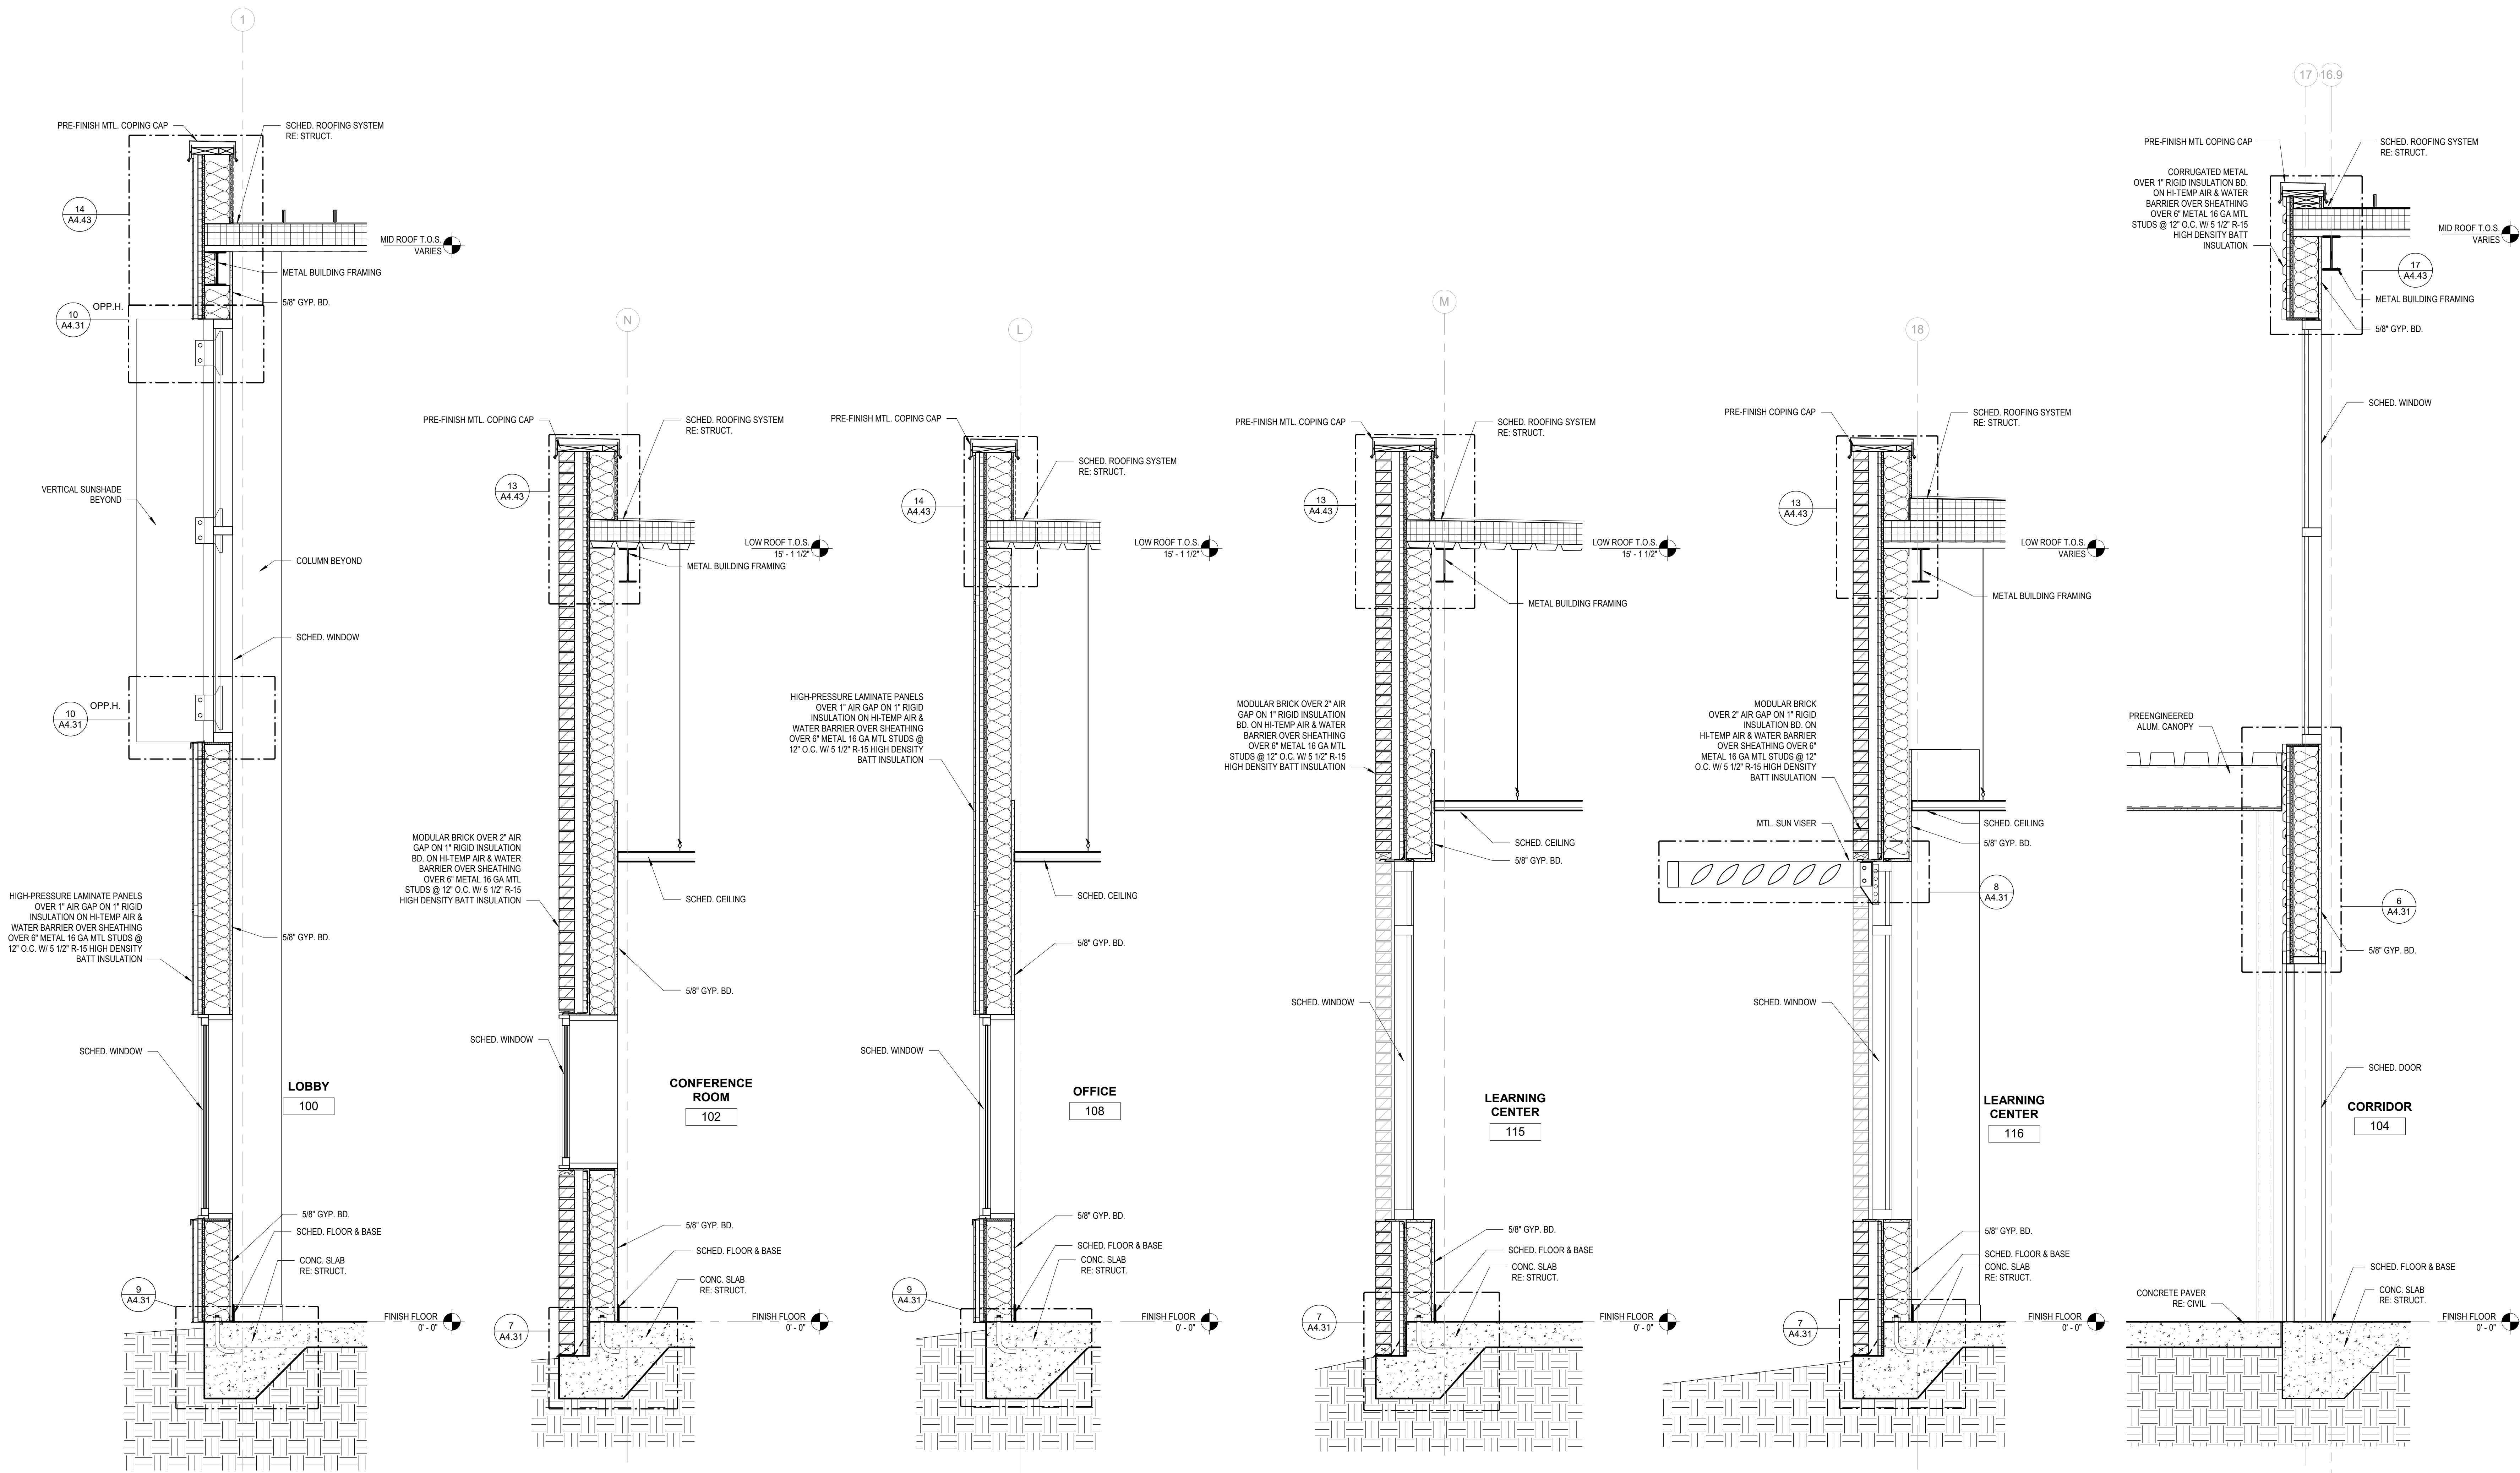 1
PRE-FINISH MTL. COPING CAP
SCHED. ROOFING SYSTEM
RE: STRUCT.
14
A4.43
MID ROOF T.O.S.
VARIES
METAL BUILDING FRAMING
5/8" GYP. BD.
OPP.H.
10
A4.31
VERTICAL SUNSHADE
BEYOND
COLUMN BEYOND
SCHED. WINDOW
OPP.H.
10
A4.31
HIGH-PRESSURE LAMINATE PANELS
OVER 1" AIR GAP ON 1" RIGID
INSULATION ON HI-TEMP AIR &
WATER BARRIER OVER SHEATHING
OVER 6" METAL 16 GA MTL STUDS @
12" O.C. W/ 5 1/2" R-15 HIGH DENSITY
BATT INSULATION
5/8" GYP. BD.
SCHED. WINDOW
LOBBY
100
5/8" GYP. BD.
SCHED. FLOOR & BASE
CONC. SLAB
RE: STRUCT.
9
A4.31
FINISH FLOOR
0' - 0"
N
PRE-FINISH MTL. COPING CAP
SCHED. ROOFING SYSTEM
RE: STRUCT.
13
A4.43
LOW ROOF T.O.S.
15' - 1 1/2"
METAL BUILDING FRAMING
MODULAR BRICK OVER 2" AIR
GAP ON 1" RIGID INSULATION
BD. ON HI-TEMP AIR & WATER
BARRIER OVER SHEATHING
OVER 6" METAL 16 GA MTL
STUDS @ 12" O.C. W/ 5 1/2" R-15
HIGH DENSITY BATT INSULATION
SCHED. CEILING
5/8" GYP. BD.
SCHED. WINDOW
CONFERENCE
ROOM
102
5/8" GYP. BD.
SCHED. FLOOR & BASE
CONC. SLAB
RE: STRUCT.
7
A4.31
FINISH FLOOR
0' - 0"
L
PRE-FINISH MTL. COPING CAP
SCHED. ROOFING SYSTEM
RE: STRUCT.
14
A4.43
LOW ROOF T.O.S.
15' - 1 1/2"
HIGH-PRESSURE LAMINATE PANELS
OVER 1" AIR GAP ON 1" RIGID
INSULATION ON HI-TEMP AIR &
WATER BARRIER OVER SHEATHING
OVER 6" METAL 16 GA MTL STUDS @
12" O.C. W/ 5 1/2" R-15 HIGH DENSITY
BATT INSULATION
SCHED. CEILING
5/8" GYP. BD.
SCHED. WINDOW
OFFICE
108
5/8" GYP. BD.
SCHED. FLOOR & BASE
CONC. SLAB
RE: STRUCT.
9
A4.31
FINISH FLOOR
0' - 0"
M
PRE-FINISH MTL. COPING CAP
SCHED. ROOFING SYSTEM
RE: STRUCT.
13
A4.43
LOW ROOF T.O.S.
15' - 1 1/2"
METAL BUILDING FRAMING
MODULAR BRICK OVER 2" AIR
GAP ON 1" RIGID INSULATION
BD. ON HI-TEMP AIR & WATER
BARRIER OVER SHEATHING
OVER 6" METAL 16 GA MTL
STUDS @ 12" O.C. W/ 5 1/2" R-15
HIGH DENSITY BATT INSULATION
SCHED. CEILING
5/8" GYP. BD.
SCHED. WINDOW
LEARNING
CENTER
115
5/8" GYP. BD.
SCHED. FLOOR & BASE
CONC. SLAB
RE: STRUCT.
7
A4.31
FINISH FLOOR
0' - 0"
18
PRE-FINISH COPING CAP
SCHED. ROOFING SYSTEM
RE: STRUCT.
13
A4.43
LOW ROOF T.O.S.
VARIES
METAL BUILDING FRAMING
MODULAR BRICK
OVER 2" AIR GAP ON 1" RIGID
INSULATION BD. ON
HI-TEMP AIR & WATER BARRIER
OVER SHEATHING OVER 6"
METAL 16 GA MTL STUDS @ 12"
O.C. W/ 5 1/2" R-15 HIGH DENSITY
BATT INSULATION
MTL. SUN VISER
SCHED. CEILING
5/8" GYP. BD.
8
A4.31
SCHED. WINDOW
LEARNING
CENTER
116
5/8" GYP. BD.
SCHED. FLOOR & BASE
CONC. SLAB
RE: STRUCT.
7
A4.31
FINISH FLOOR
0' - 0"
17
16.9
PRE-FINISH MTL COPING CAP
SCHED. ROOFING SYSTEM
RE: STRUCT.
CORRUGATED METAL
OVER 1" RIGID INSULATION BD.
ON HI-TEMP AIR & WATER
BARRIER OVER SHEATHING
OVER 6" METAL 16 GA MTL
STUDS @ 12" O.C. W/ 5 1/2" R-15
HIGH DENSITY BATT
INSULATION
MID ROOF T.O.S.
VARIES
17
A4.43
METAL BUILDING FRAMING
5/8" GYP. BD.
SCHED. WINDOW
PREENGINEERED
ALUM. CANOPY
6
A4.31
5/8" GYP. BD.
SCHED. DOOR
CORRIDOR
104
SCHED. FLOOR & BASE
CONCRETE PAVER
RE: CIVIL
CONC. SLAB
RE: STRUCT.
FINISH FLOOR
0' - 0"